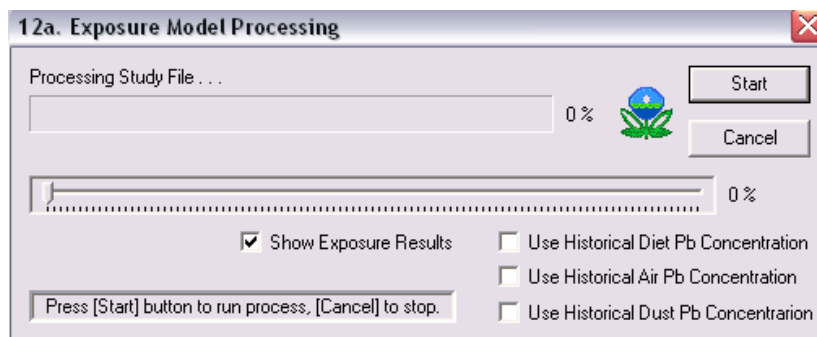 12a. Exposure Model Processing
Processing Study File . . .
0 %
Start
Cancel
0 %
Show Exposure Results
Use Historical Diet Pb Concentration
Use Historical Air Pb Concentration
Press [Start] button to run process, [Cancel] to stop.
Use Historical Dust Pb Concentrarion